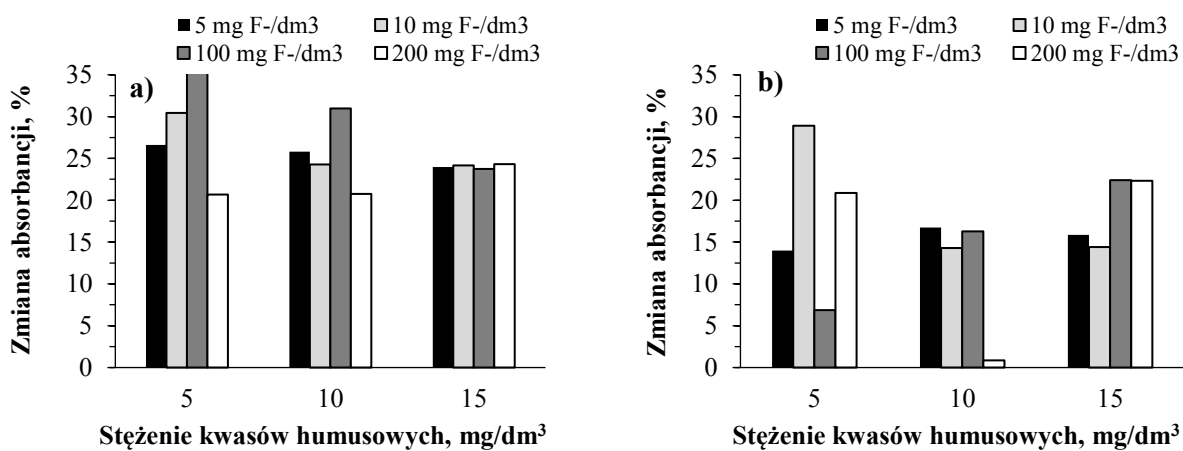 5 mg F-/dm3 10 mg F-/dm3
100 mg F-/dm3 200 mg F-/dm3
a)
Zmiana absorbancji, %
35
30
25
20
15
10
5
0
5 10 15
Stężenie kwasów humusowych, mg/dm³
5 mg F-/dm3 10 mg F-/dm3
100 mg F-/dm3 200 mg F-/dm3
b)
Zmiana absorbancji, %
35
30
25
20
15
10
5
0
5 10 15
Stężenie kwasów humusowych, mg/dm³